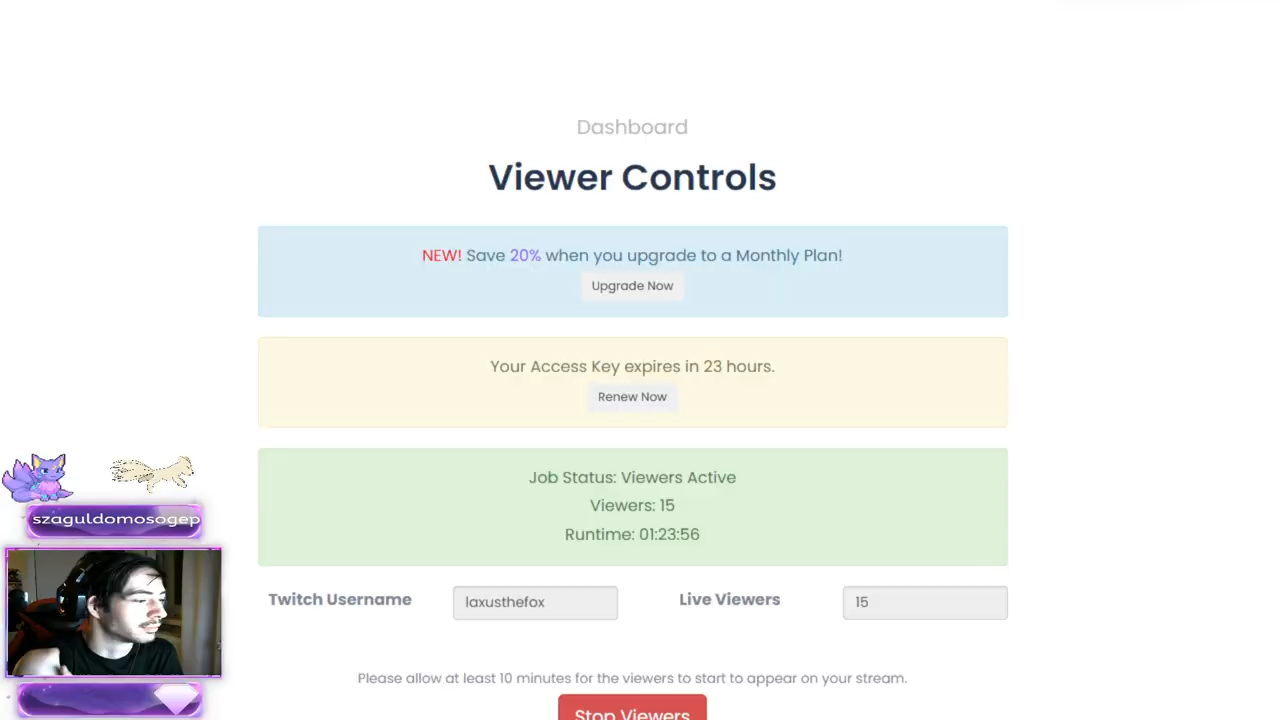 Dashboard
Viewer Controls
NEW! Save 20% when you upgrade to a Monthly Plan!
Upgrade Now
Your Access Key expires in 23 hours.
Renew Now
Job Status: Viewers Active
Viewers: 15
Runtime: 01:23:56
szaguldomosogep
Twitch Username laxusthefox Live Viewers 15
Please allow at least 10 minutes for the viewers to start to appear on your stream.
Stop Viewers